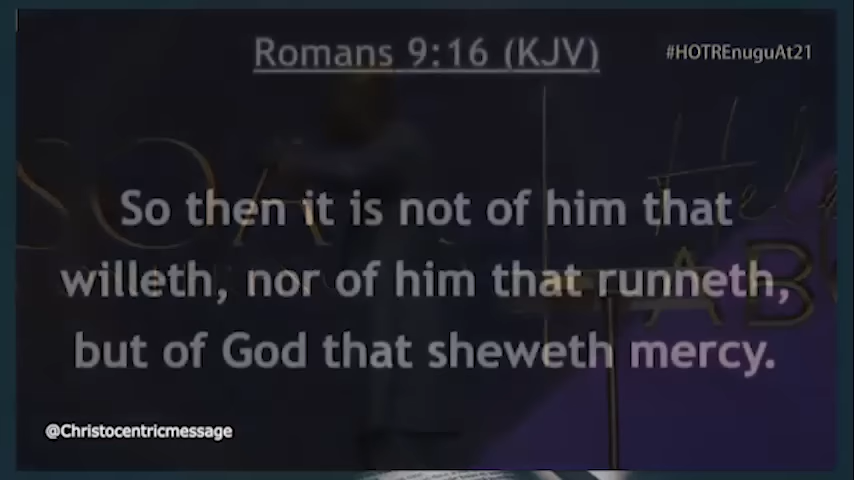 Romans 9:16 (KJV)
#HOTREnuguAt21
So then it is not of him that
willeth, nor of him that runneth,
but of God that sheweth mercy.
@Christocentricmessage